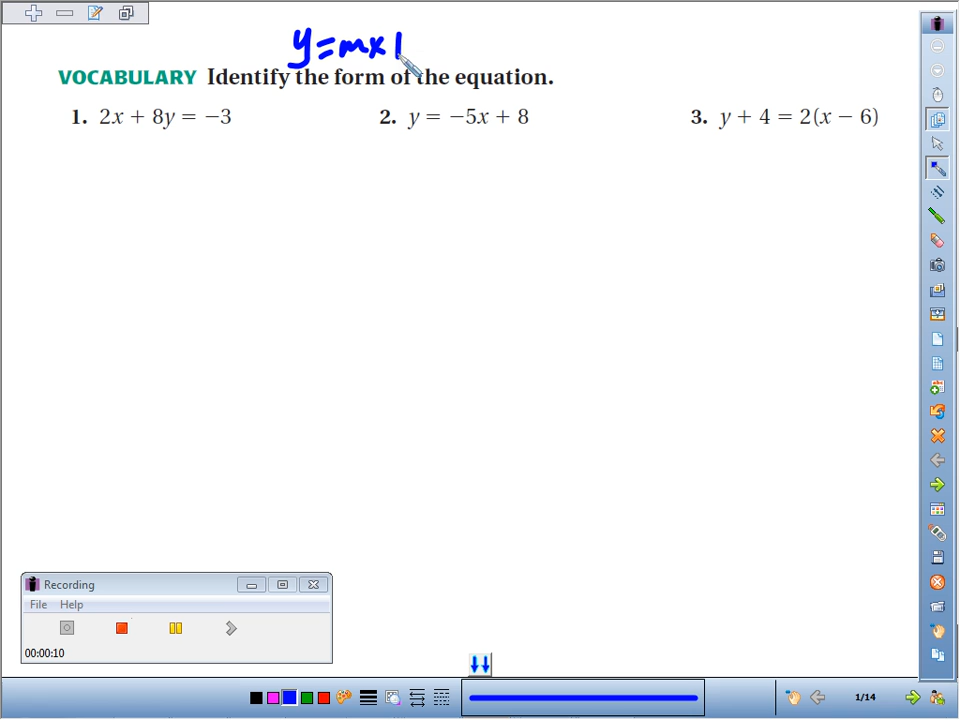 y=mx
VOCABULARY Identify the form of the equation.
1. 2x + 8y = −3 2. y = −5x + 8 3. y + 4 = 2(x − 6)
Recording
File Help
00:00:10
1/14